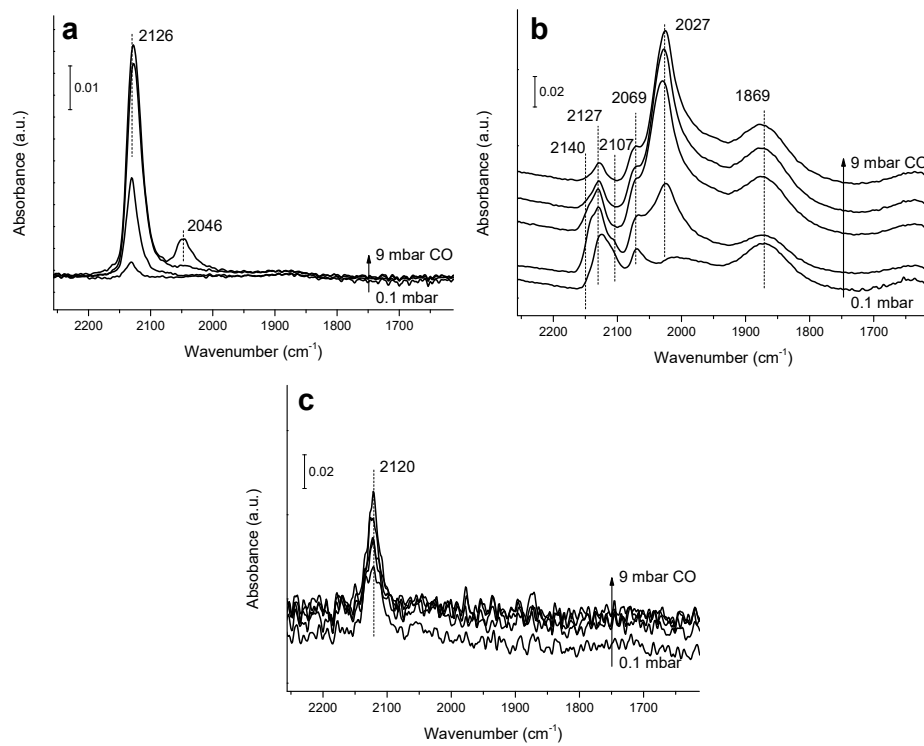 a
2126
0.01
2046
9 mbar CO
0.1 mbar
Absorbance (a.u.)
2200 2100 2000 1900 1800 1700
Wavenumber (cm-1)
b
2027
0.02
2069
2127
1869
2140
2107
9 mbar CO
0.1 mbar
Absorbance (a.u.)
2200 2100 2000 1900 1800 1700
Wavenumber (cm-1)
c
2120
0.02
9 mbar CO
0.1 mbar
Absobance (a.u.)
2200 2100 2000 1900 1800 1700
Wavenumber (cm-1)